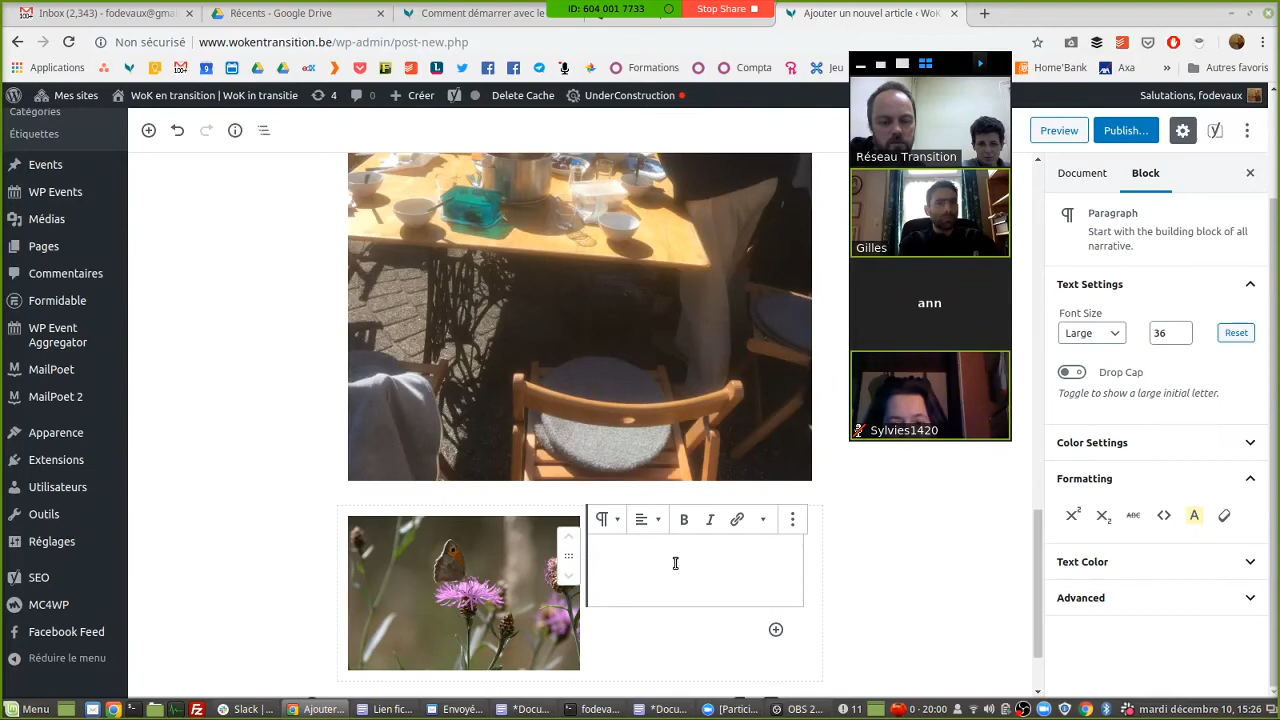 Inbox (2,343) - fodevaux@gmai
Récents - Google Drive
Comment démarrer avec le
ID: 604 001 7733
Stop Share
Ajouter un nouvel article ‹ WoK
Non sécurisé
www.wokentransition.be/wp-admin/post-new.php
Applications
Formations
Compta
Jeu
Home'Bank
Axa
»
Autres favoris
Mes sites
WoK en transition | WoK in transitie
4
0
Créer
Delete Cache
UnderConstruction
Salutations, fodevaux
Catégories
Étiquettes
Events
WP Events
Médias
Pages
Commentaires
Formidable
WP Event
Aggregator
MailPoet
MailPoet 2
Apparence
Extensions
Utilisateurs
Outils
Réglages
SEO
MC4WP
Feedback Feed
Réduire le menu
Réseau Transition
Gilles
ann
Sylvies1420
B
I
Preview
Publish…
Document
Block
Paragraph
Start with the building block of all
narrative.
Text Settings
Font Size
Large
36
Reset
Drop Cap
Toggle to show a large initial letter.
Color Settings
Formatting
X²
X₂
ABC
A
Text Color
Advanced
Menu
Slack |...
Ajouter...
Lien fic...
Envoyé...
*Docu...
fodeva...
*Docu...
[Partici...
OBS 2...
11
0 - 20:00
mardi décembre 10, 15:26